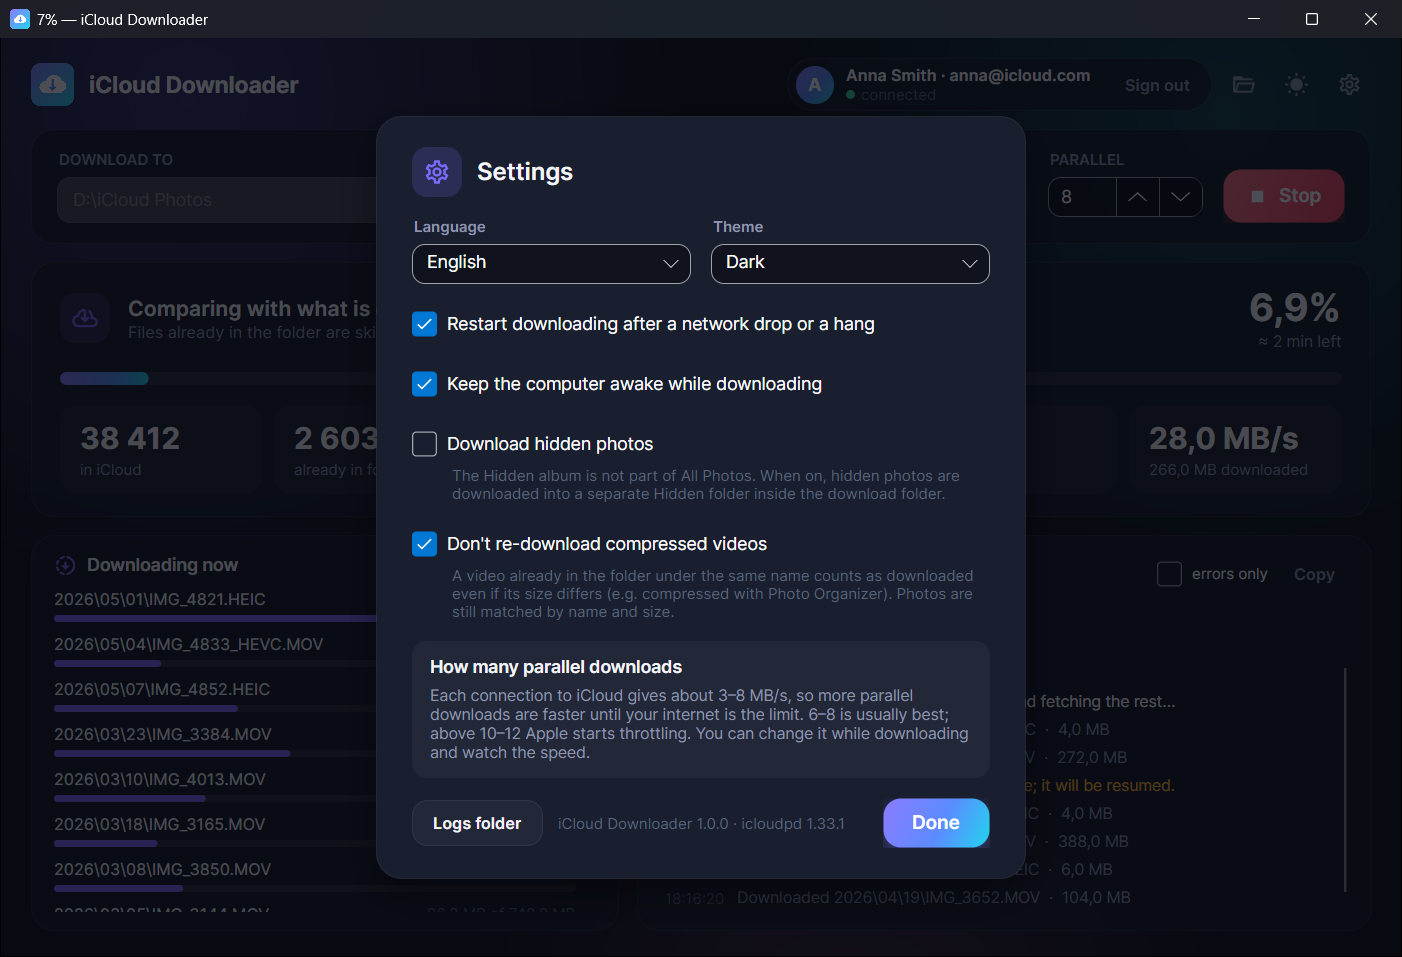 7% — iCloud Downloader
iCloud Downloader
A
Anna Smith · anna@icloud.com
connected
Sign out
DOWNLOAD TO
D:\iCloud Photos
PARALLEL
8
Stop
Comparing with what is
Files already in the folder are ski
6,9%
≈ 2 min left
38 412
in iCloud
2 603
already in fo
28,0 MB/s
266,0 MB downloaded
Downloading now
2026\05\01\IMG_4821.HEIC
2026\05\04\IMG_4833_HEVC.MOV
2026\05\07\IMG_4852.HEIC
2026\03\23\IMG_3384.MOV
2026\03\10\IMG_4013.MOV
2026\03\18\IMG_3165.MOV
2026\03\08\IMG_3850.MOV
Settings
Language
Theme
English
Dark
Restart downloading after a network drop or a hang
Keep the computer awake while downloading
Download hidden photos
The Hidden album is not part of All Photos. When on, hidden photos are
downloaded into a separate Hidden folder inside the download folder.
Don't re-download compressed videos
A video already in the folder under the same name counts as downloaded
even if its size differs (e.g. compressed with Photo Organizer). Photos are
still matched by name and size.
How many parallel downloads
Each connection to iCloud gives about 3–8 MB/s, so more parallel
downloads are faster until your internet is the limit. 6–8 is usually best;
above 10–12 Apple starts throttling. You can change it while downloading
and watch the speed.
Logs folder
iCloud Downloader 1.0.0 · icloudpd 1.33.1
Done
errors only
Copy
d fetching the rest...
C · 4,0 MB
V · 272,0 MB
e; it will be resumed.
IC · 4,0 MB
V · 388,0 MB
EIC · 6,0 MB
18:16:20 Downloaded 2026\04\19\IMG_3652.MOV · 104,0 MB